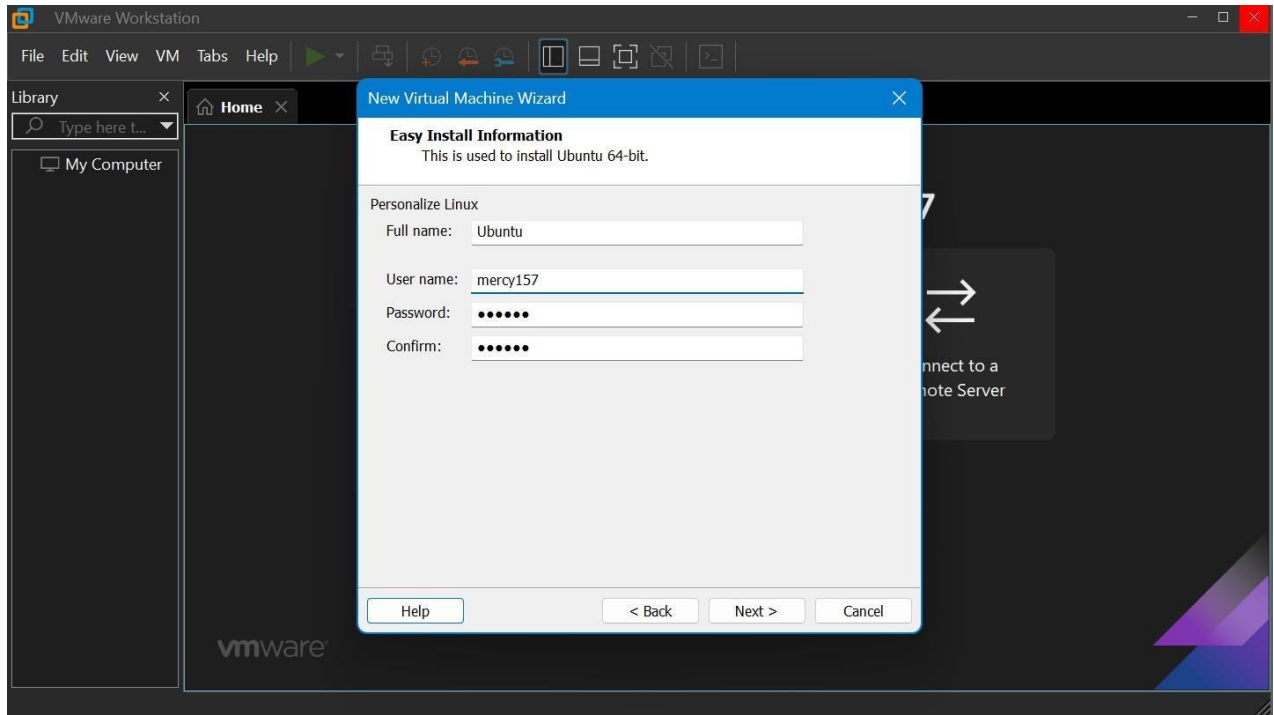 VMware Workstation
File Edit View VM Tabs Help
Library
Type here t...
My Computer
Home
New Virtual Machine Wizard
Easy Install Information
This is used to install Ubuntu 64-bit.
Personalize Linux
Full name: Ubuntu
User name: mercy157
Password: ●●●●●●
Confirm: ●●●●●●
Help < Back Next > Cancel
7
nnect to a
ote Server
vmware